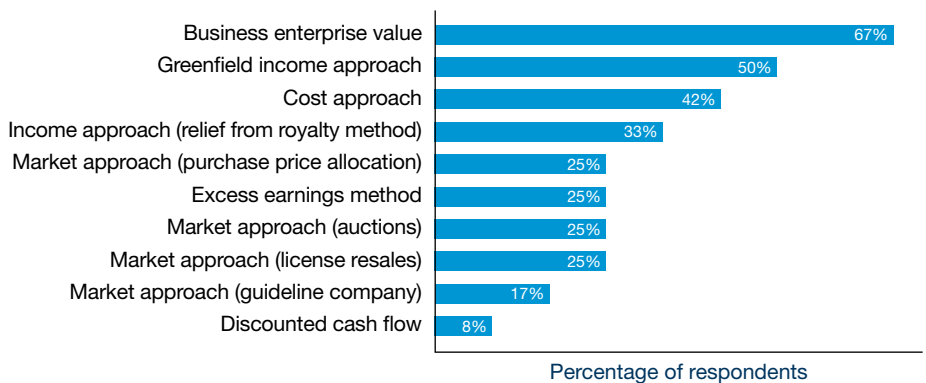 Business enterprise value 67%
Greenfield income approach 50%
Cost approach 42%
Income approach (relief from royalty method) 33%
Market approach (purchase price allocation) 25%
Excess earnings method 25%
Market approach (auctions) 25%
Market approach (license resales) 25%
Market approach (guideline company) 17%
Discounted cash flow 8%
Percentage of respondents